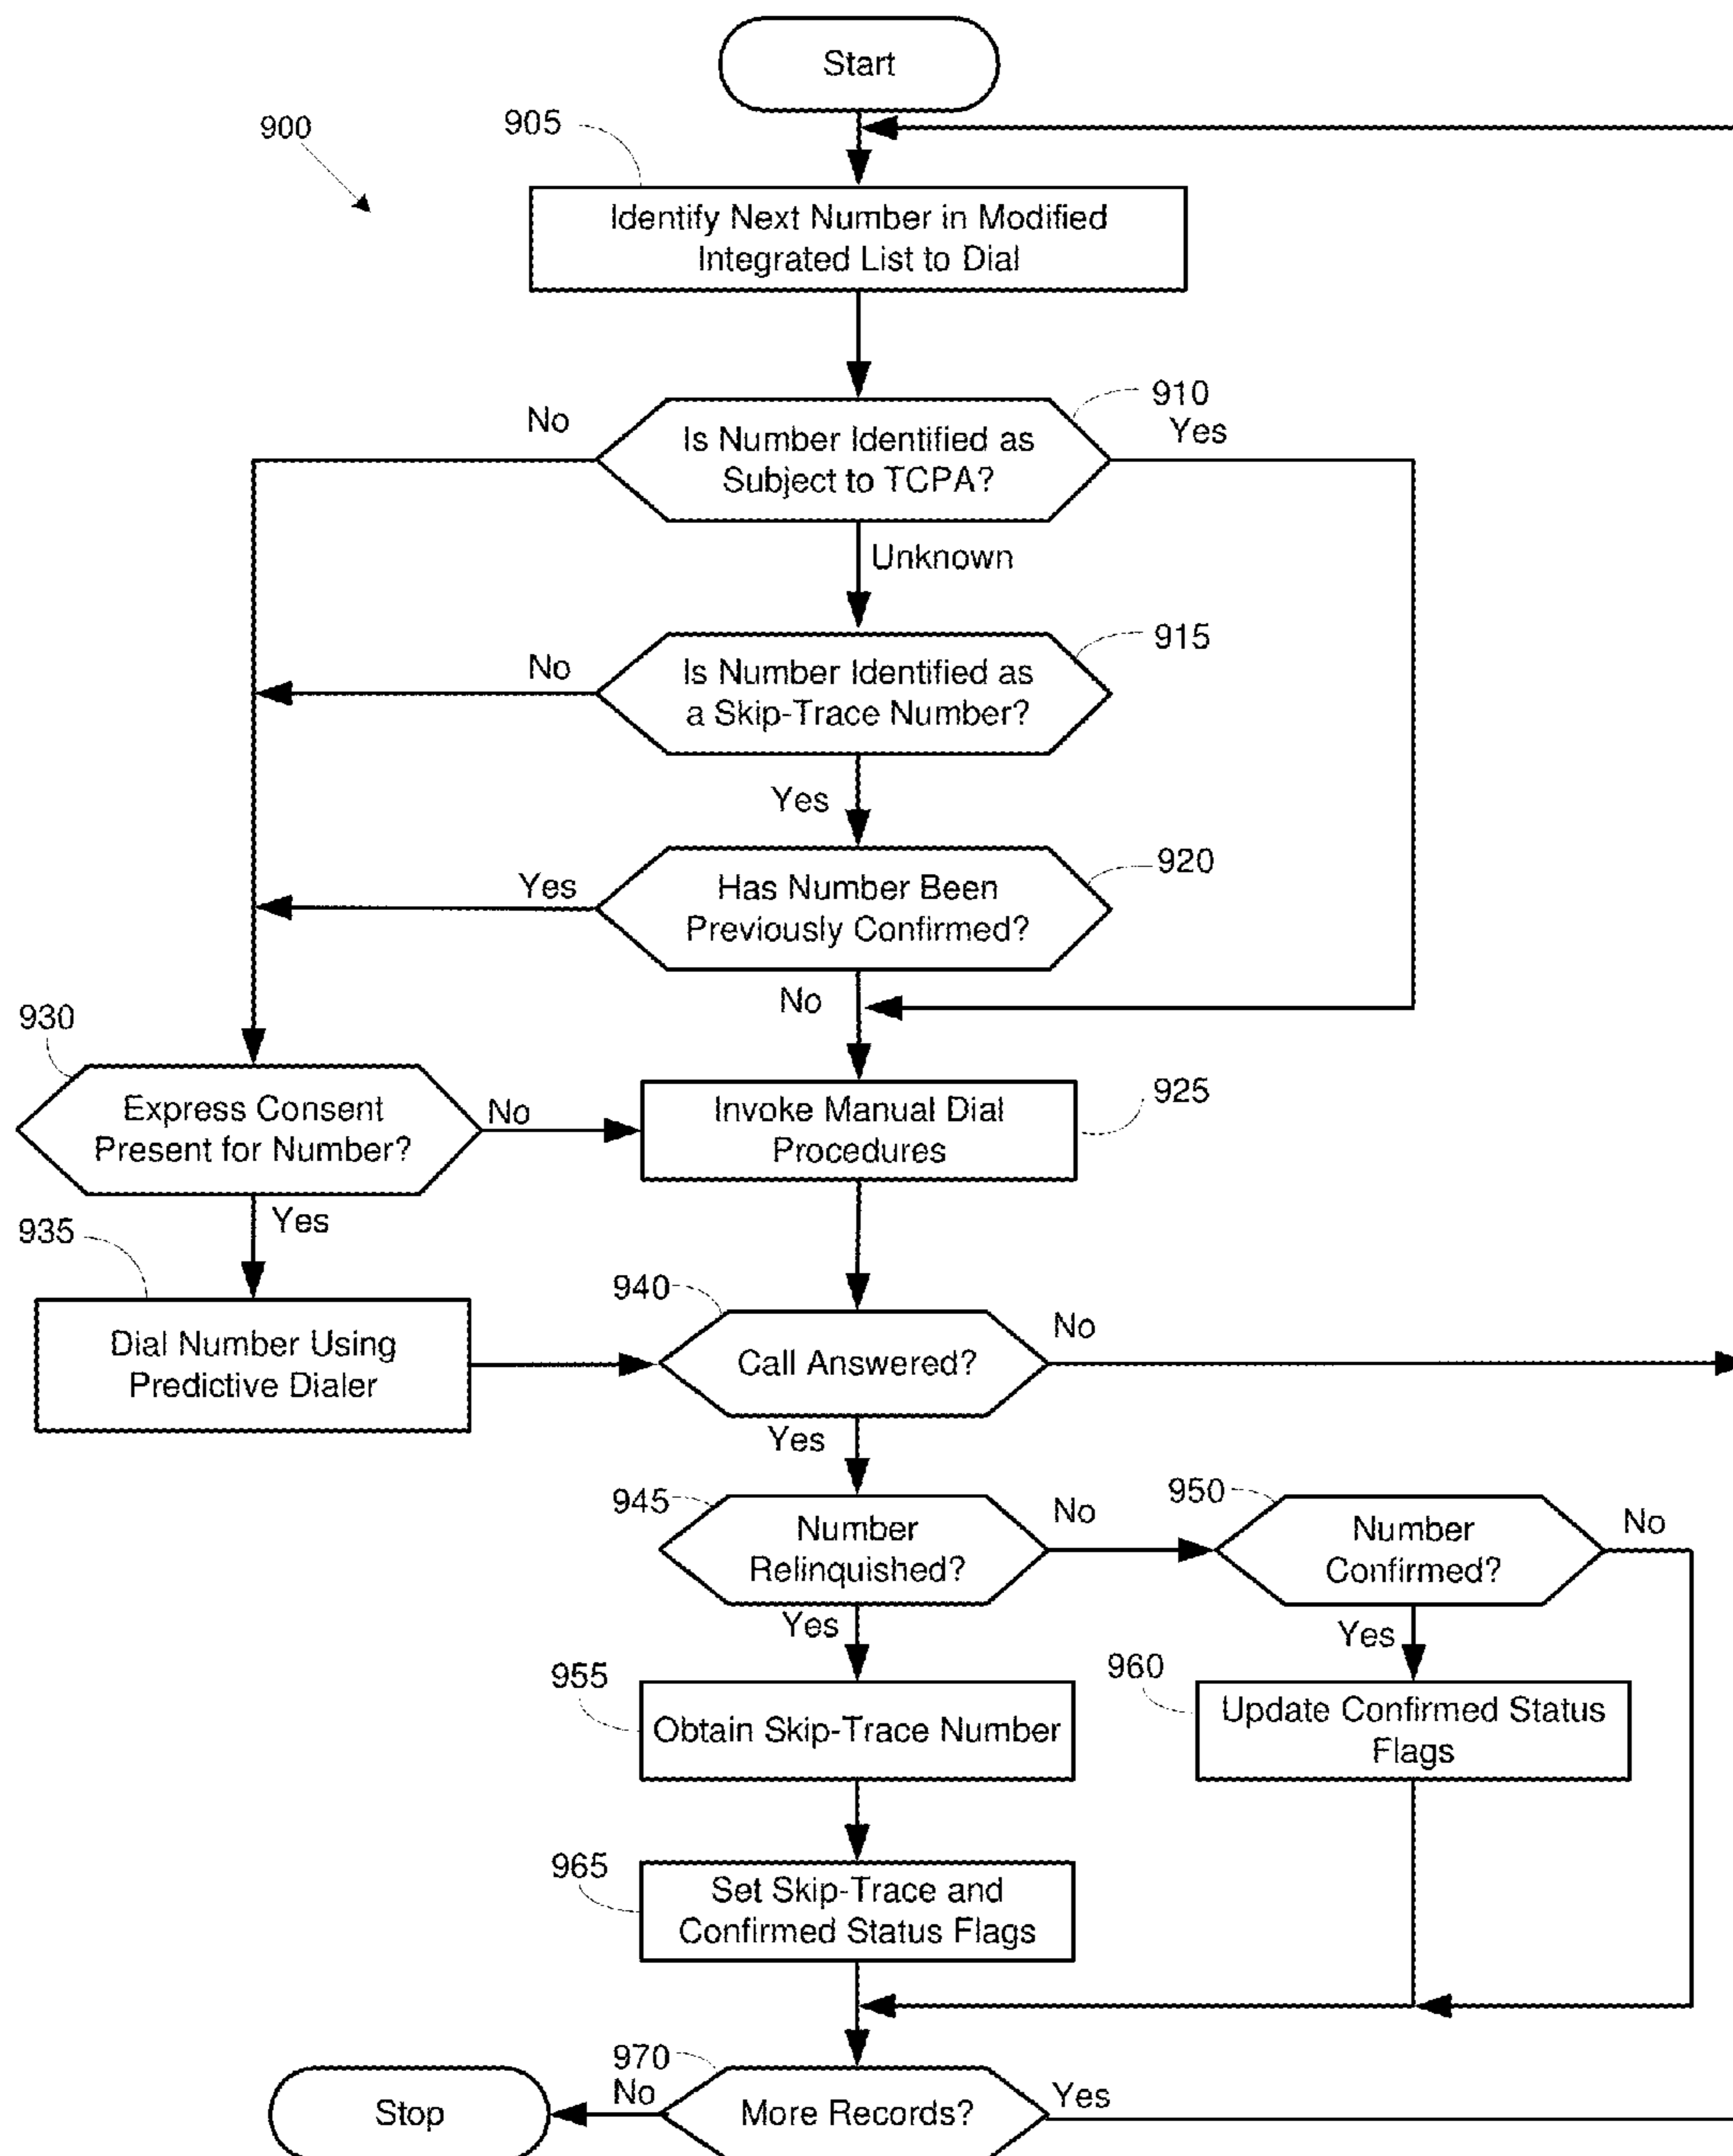 Start
900
905
Identify Next Number in Modified
Integrated List to Dial
910
No
Is Number Identified as
Subject to TCPA?
Yes
Unknown
915
No
Is Number Identified as
a Skip-Trace Number?
Yes
920
Yes
Has Number Been
Previously Confirmed?
No
930
Express Consent
Present for Number?
No
Invoke Manual Dial
Procedures
925
Yes
935
Dial Number Using
Predictive Dialer
940
Call Answered?
No
Yes
945
Number
Relinquished?
No
950
Number
Confirmed?
No
Yes
Yes
955
Obtain Skip-Trace Number
960
Update Confirmed Status
Flags
965
Set Skip-Trace and
Confirmed Status Flags
970
Stop
No
More Records?
Yes